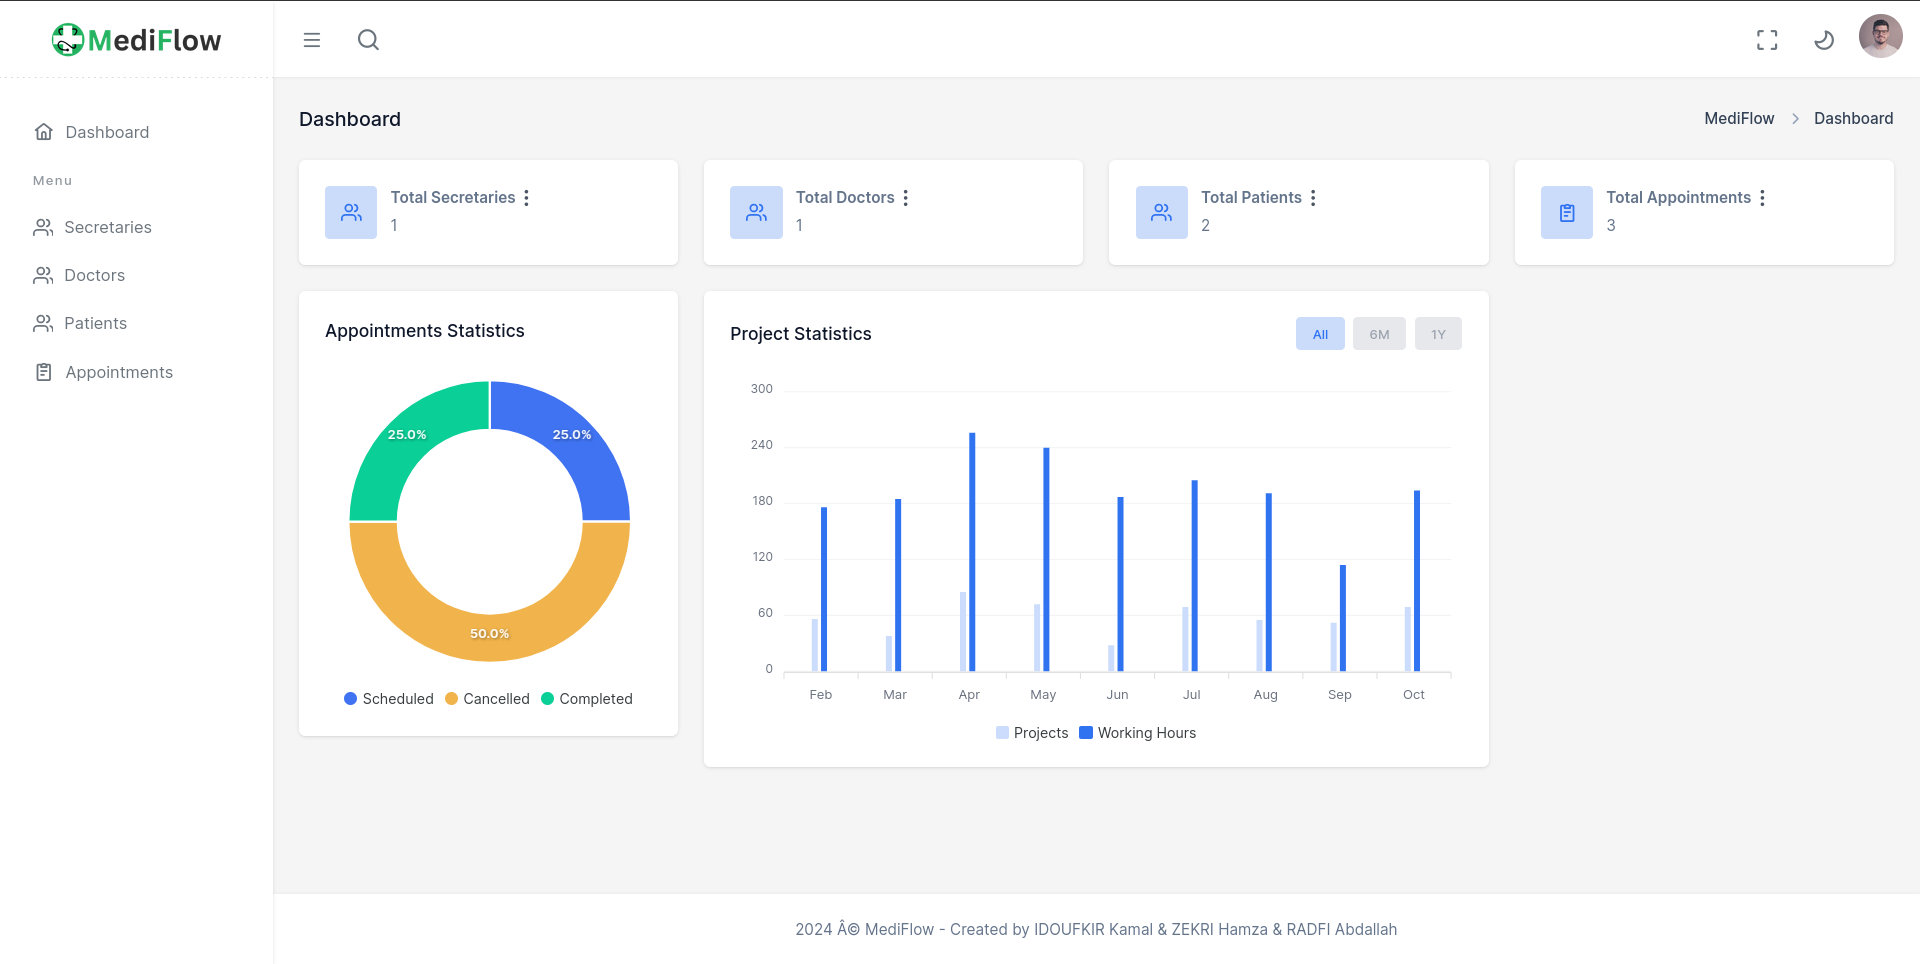 MediFlow
Dashboard
Menu
Secretaries
Doctors
Patients
Appointments
Dashboard
MediFlow > Dashboard
Total Secretaries
1
Total Doctors
1
Total Patients
2
Total Appointments
3
Appointments Statistics
25.0%
25.0%
50.0%
Scheduled Cancelled Completed
Project Statistics
All 6M 1Y
300
240
180
120
60
0
Feb Mar Apr May Jun Jul Aug Sep Oct
Projects Working Hours
2024 Â© MediFlow - Created by IDOUFKIR Kamal & ZEKRI Hamza & RADFI Abdallah